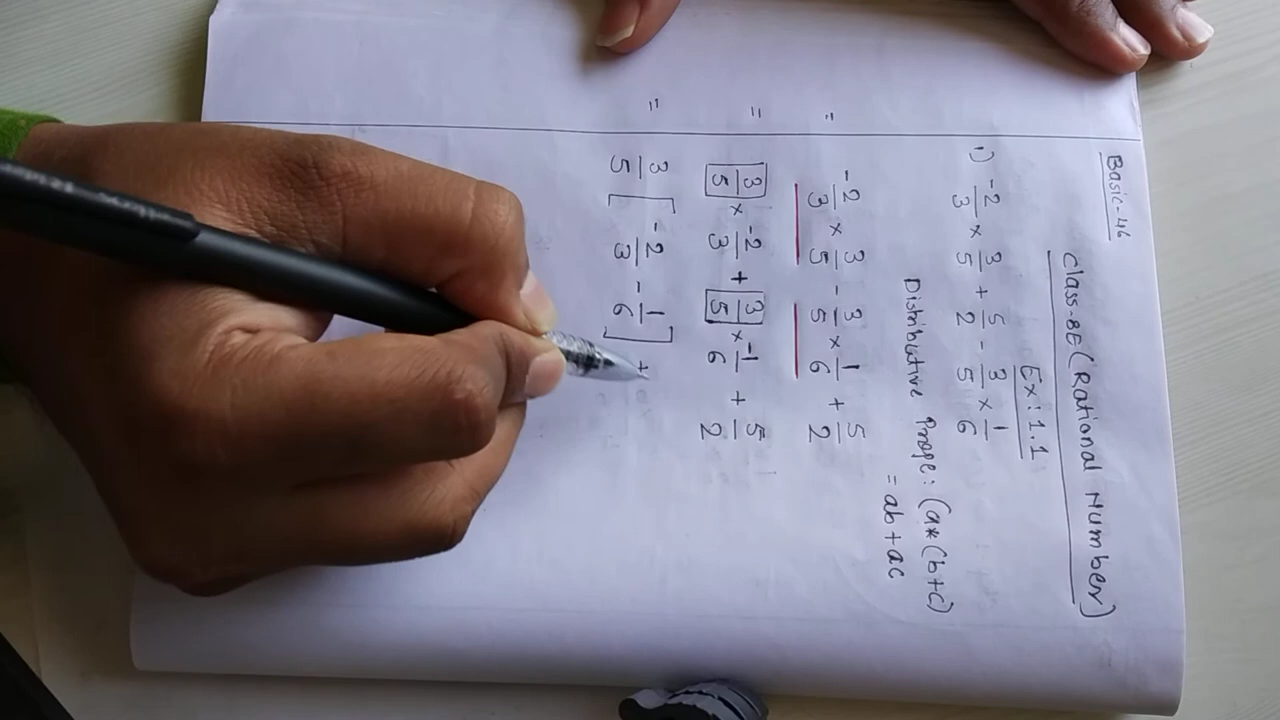 Basic-46
Class-8E (Rational Number)
Ex:1.1
1) -2/3 × 3/5 + 5/2 - 3/5 × 1/6
Distributive Prope: (a*(b+c)
= ab+ac
= -2/3 × 3/5 - 3/5 × 1/6 + 5/2
= 3/5 × -2/3 + 3/5 × -1/6 + 5/2
= 3/5 [ -2/3 - 1/6 ] +